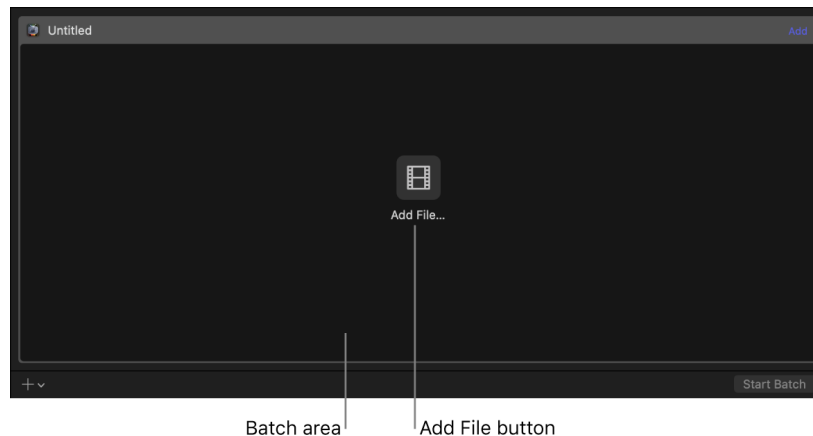 Untitled
Add
Add File...
Start Batch
Batch area
Add File button